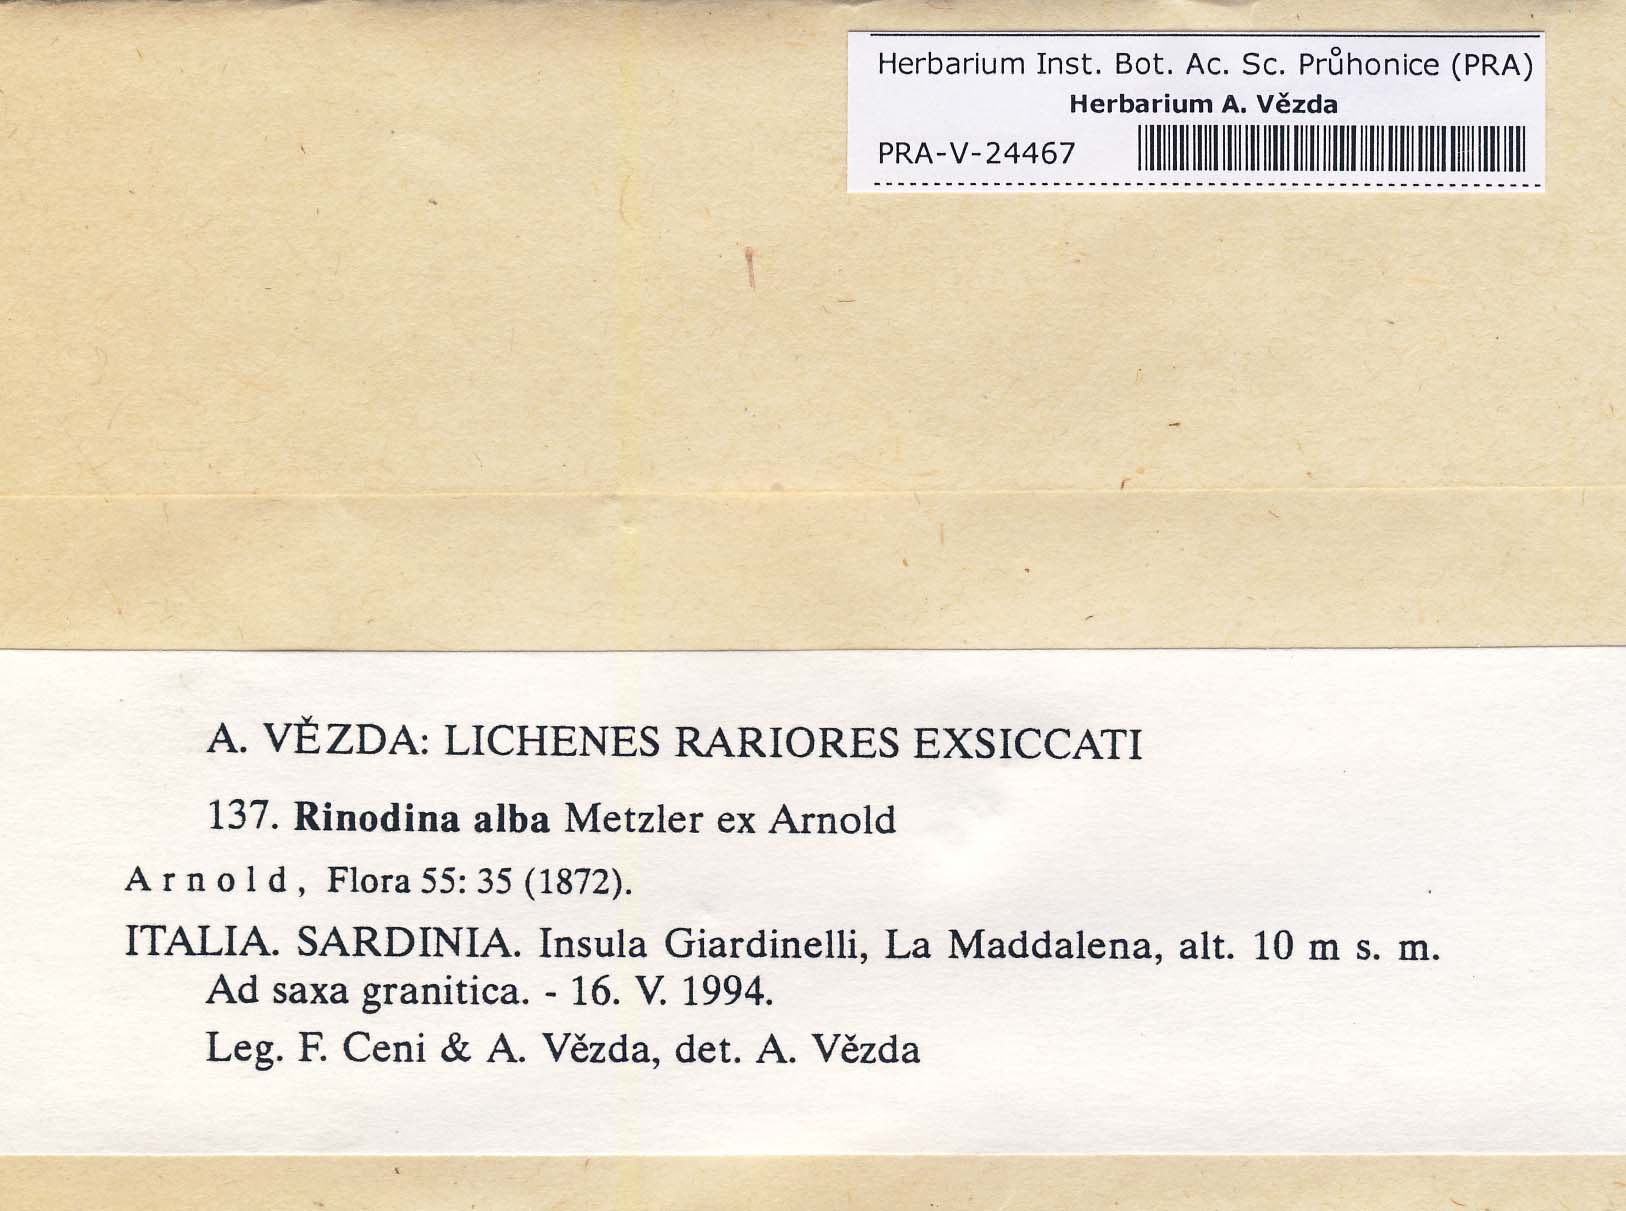 Herbarium Inst. Bot. Ac. Sc. Průhonice (PRA)
Herbarium A. Vězda
PRA-V-24467
A. VĚZDA: LICHENES RARIORES EXSICCATI
137. Rinodina alba Metzler ex Arnold
Arnold, Flora 55: 35 (1872).
ITALIA. SARDINIA. Insula Giardinelli, La Maddalena, alt. 10 m s. m.
Ad saxa granitica. - 16. V. 1994.
Leg. F. Ceni & A. Vězda, det. A. Vězda